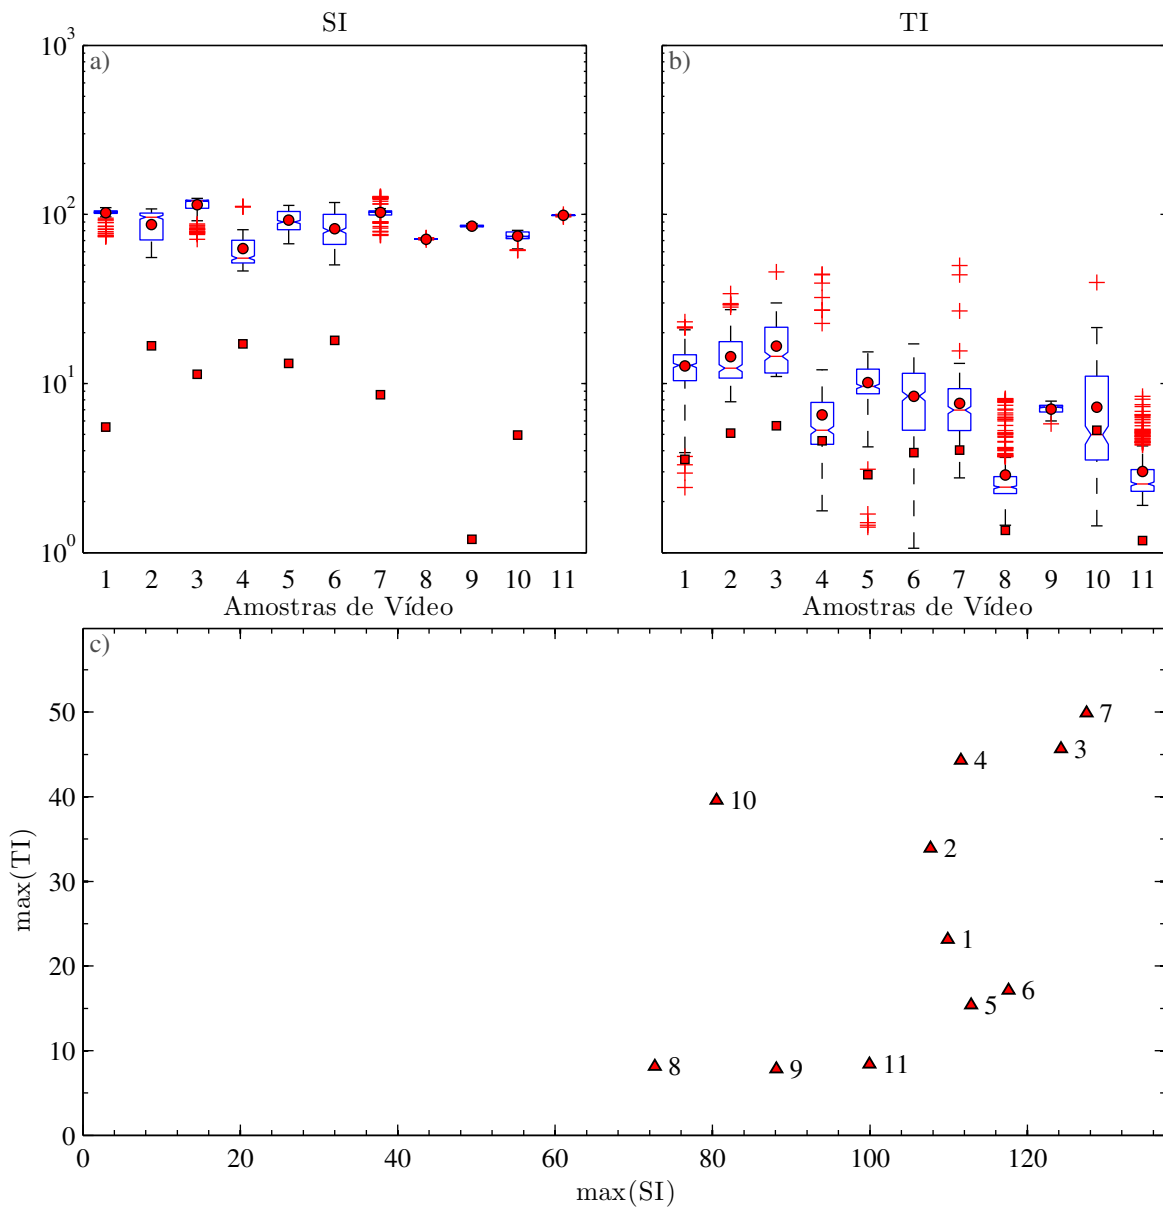 SI TI
10³
a) b)
10²
10¹
10⁰
1 2 3 4 5 6 7 8 9 10 11 1 2 3 4 5 6 7 8 9 10 11
Amostras de Vídeo Amostras de Vídeo
c)
50
7
3
4
40
10
2
max(TI)
30
1
20
6
5
10
8 9 11
0
0 20 40 60 80 100 120
max(SI)